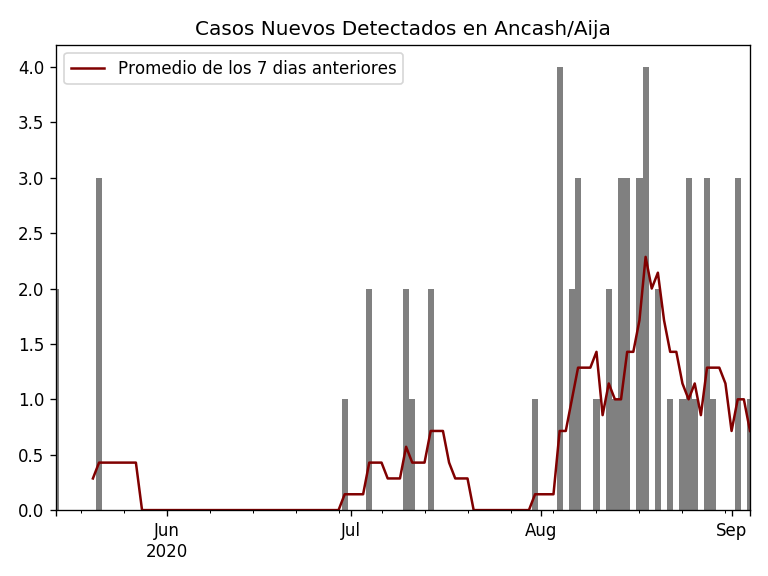 Casos Nuevos Detectados en Ancash/Aija
Promedio de los 7 dias anteriores
4.0
3.5
3.0
2.5
2.0
1.5
1.0
0.5
0.0
Jun
2020
Jul
Aug
Sep